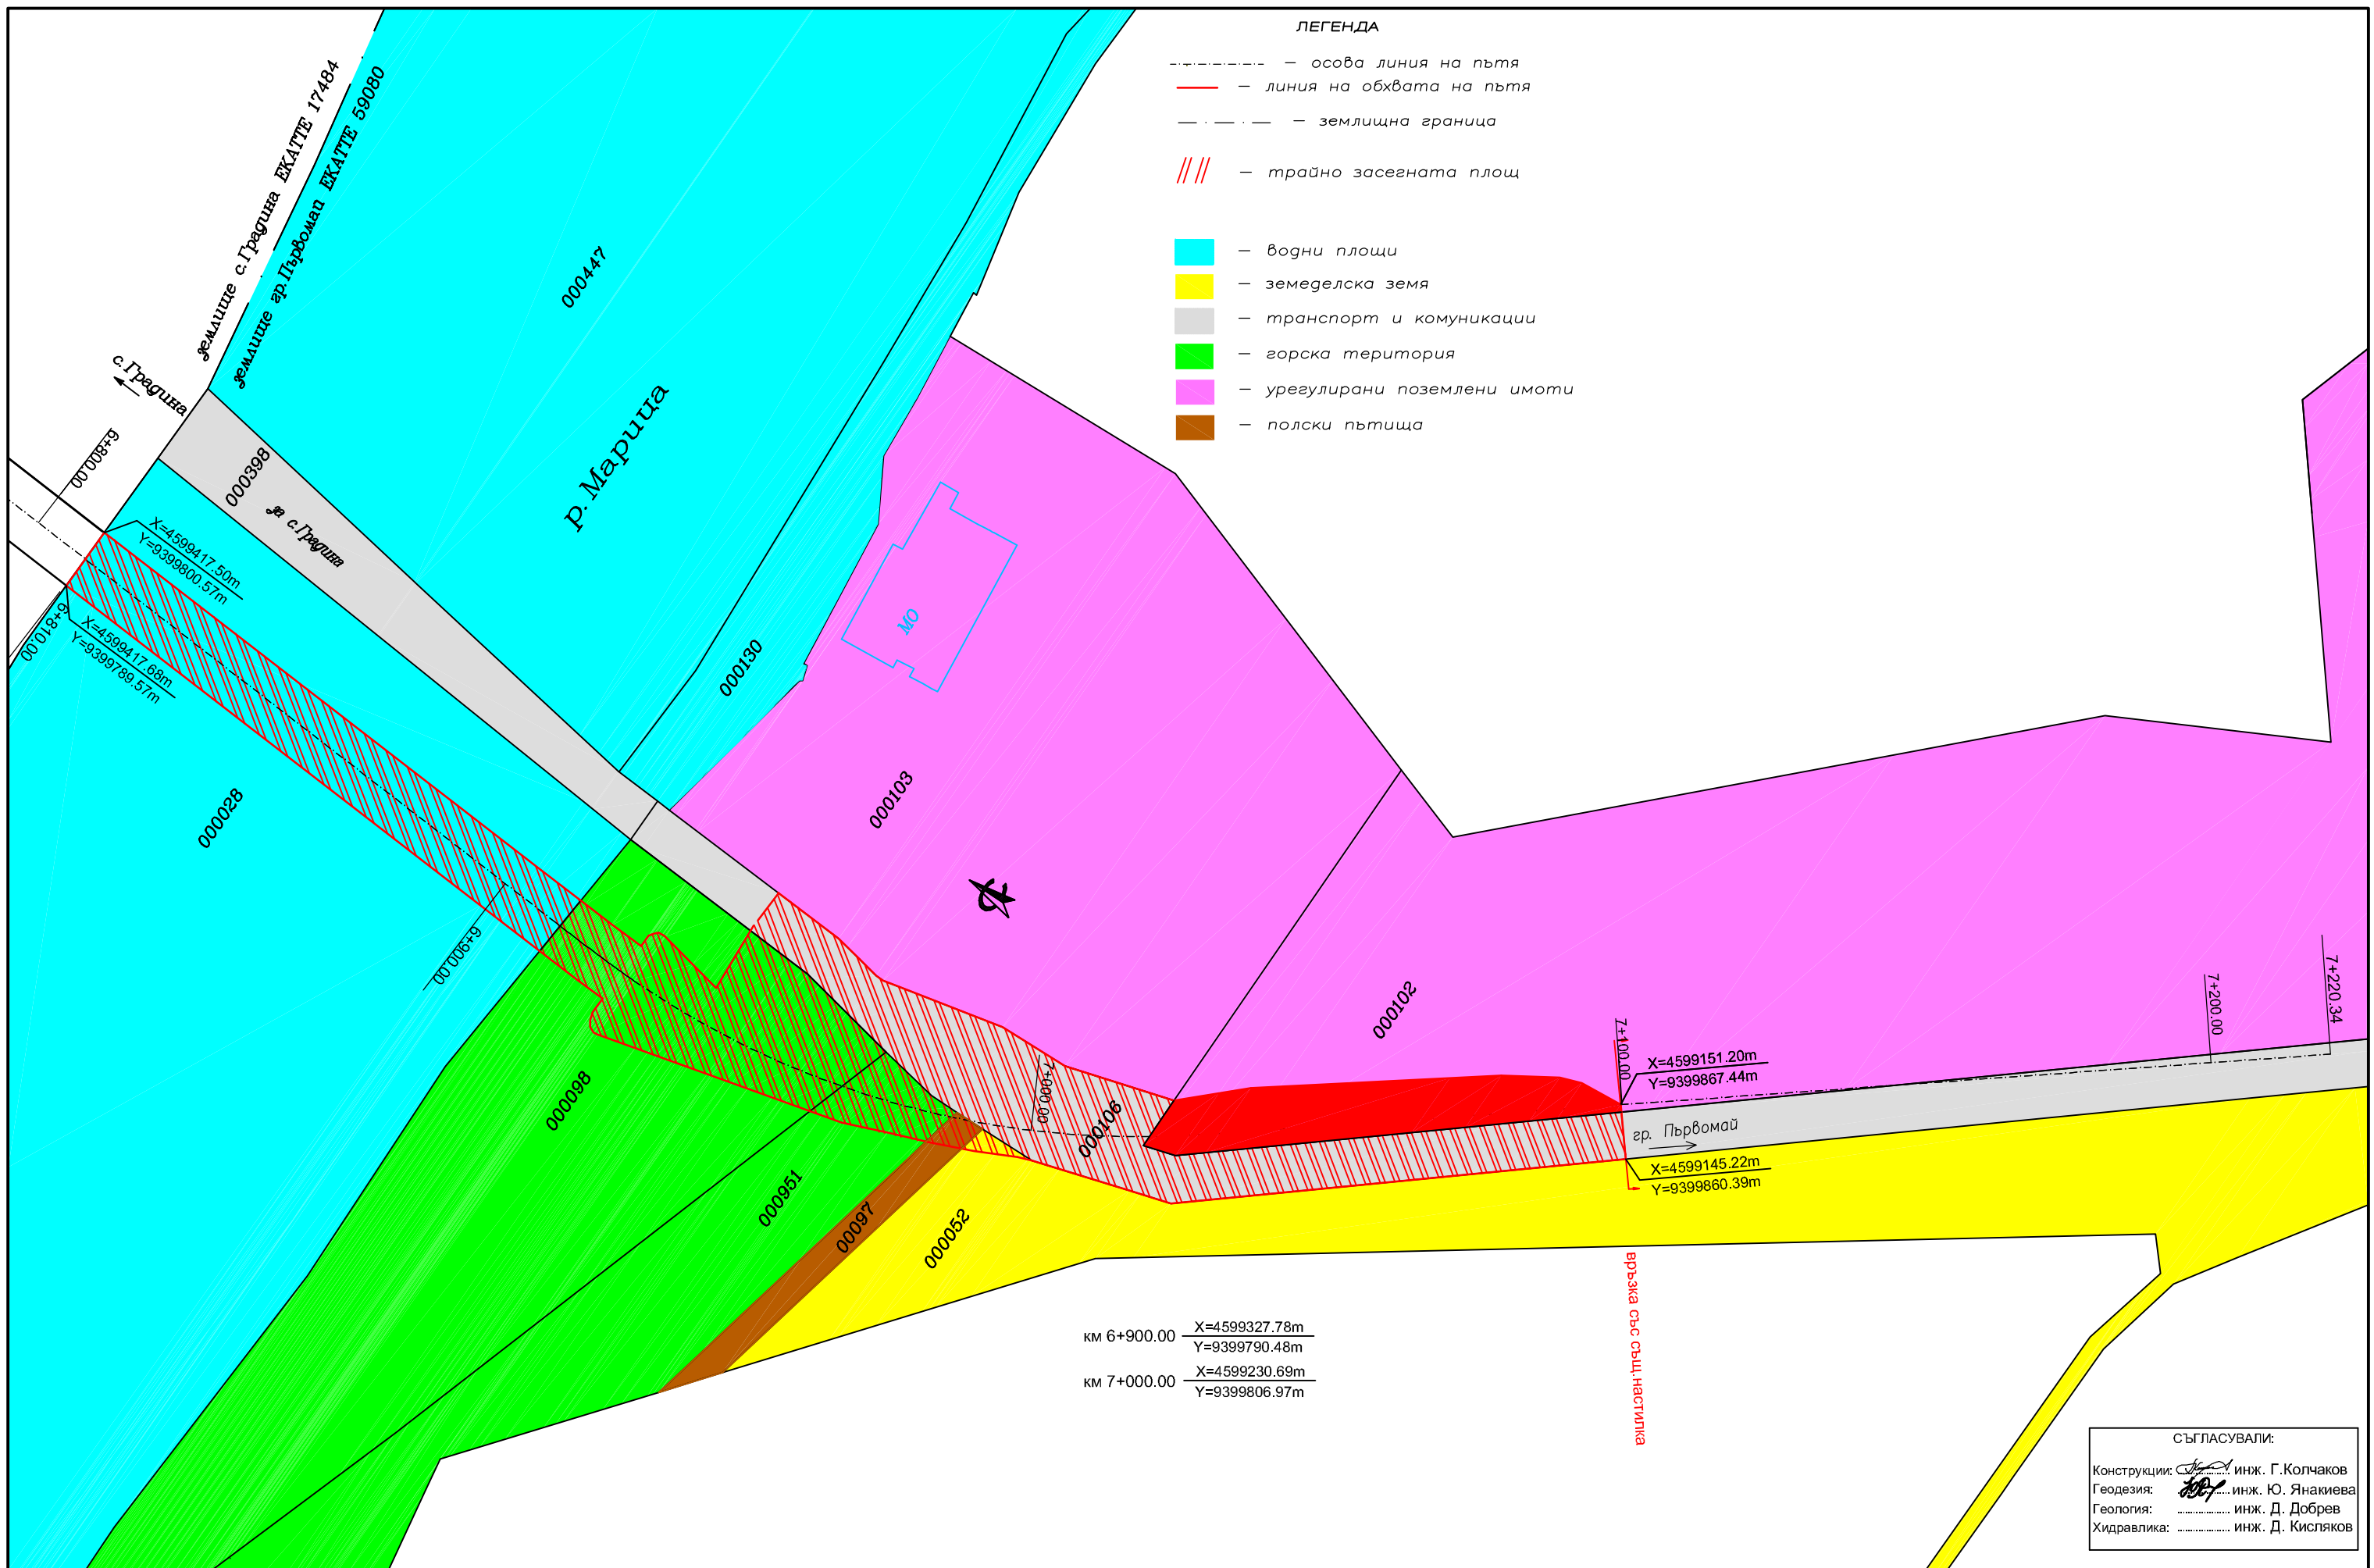 ЛЕГЕНДА
— осова линия на пътя
— линия на обхвата на пътя
— землищна граница
— трайно засегната площ
— водни площи
— земеделска земя
— транспорт и комуникации
— горска територия
— урегулирани поземлени имоти
— полски пътища
землище с.Градина ЕКАТТЕ 17484
землище гр.Първомай ЕКАТТЕ 59080
с.Градина
6+800.00
000398
за с.Градина
X=4599417.50m
Y=9399800.57m
6+810.00
X=4599417.68m
Y=9399789.57m
000447
р. Марица
000130
МО
000028
000103
6+900.00
000102
7+000.00
000106
7+100.00
X=4599151.20m
Y=9399867.44m
7+200.00
7+220.34
гр. Първомай
X=4599145.22m
Y=9399860.39m
000098
000951
00097
000052
връзка със същ.настилка
км 6+900.00 X=4599327.78m
Y=9399790.48m
км 7+000.00 X=4599230.69m
Y=9399806.97m
СЪГЛАСУВАЛИ:
Конструкции: инж. Г.Колчаков
Геодезия: инж. Ю. Янакиева
Геология: инж. Д. Добрев
Хидравлика: инж. Д. Кисляков